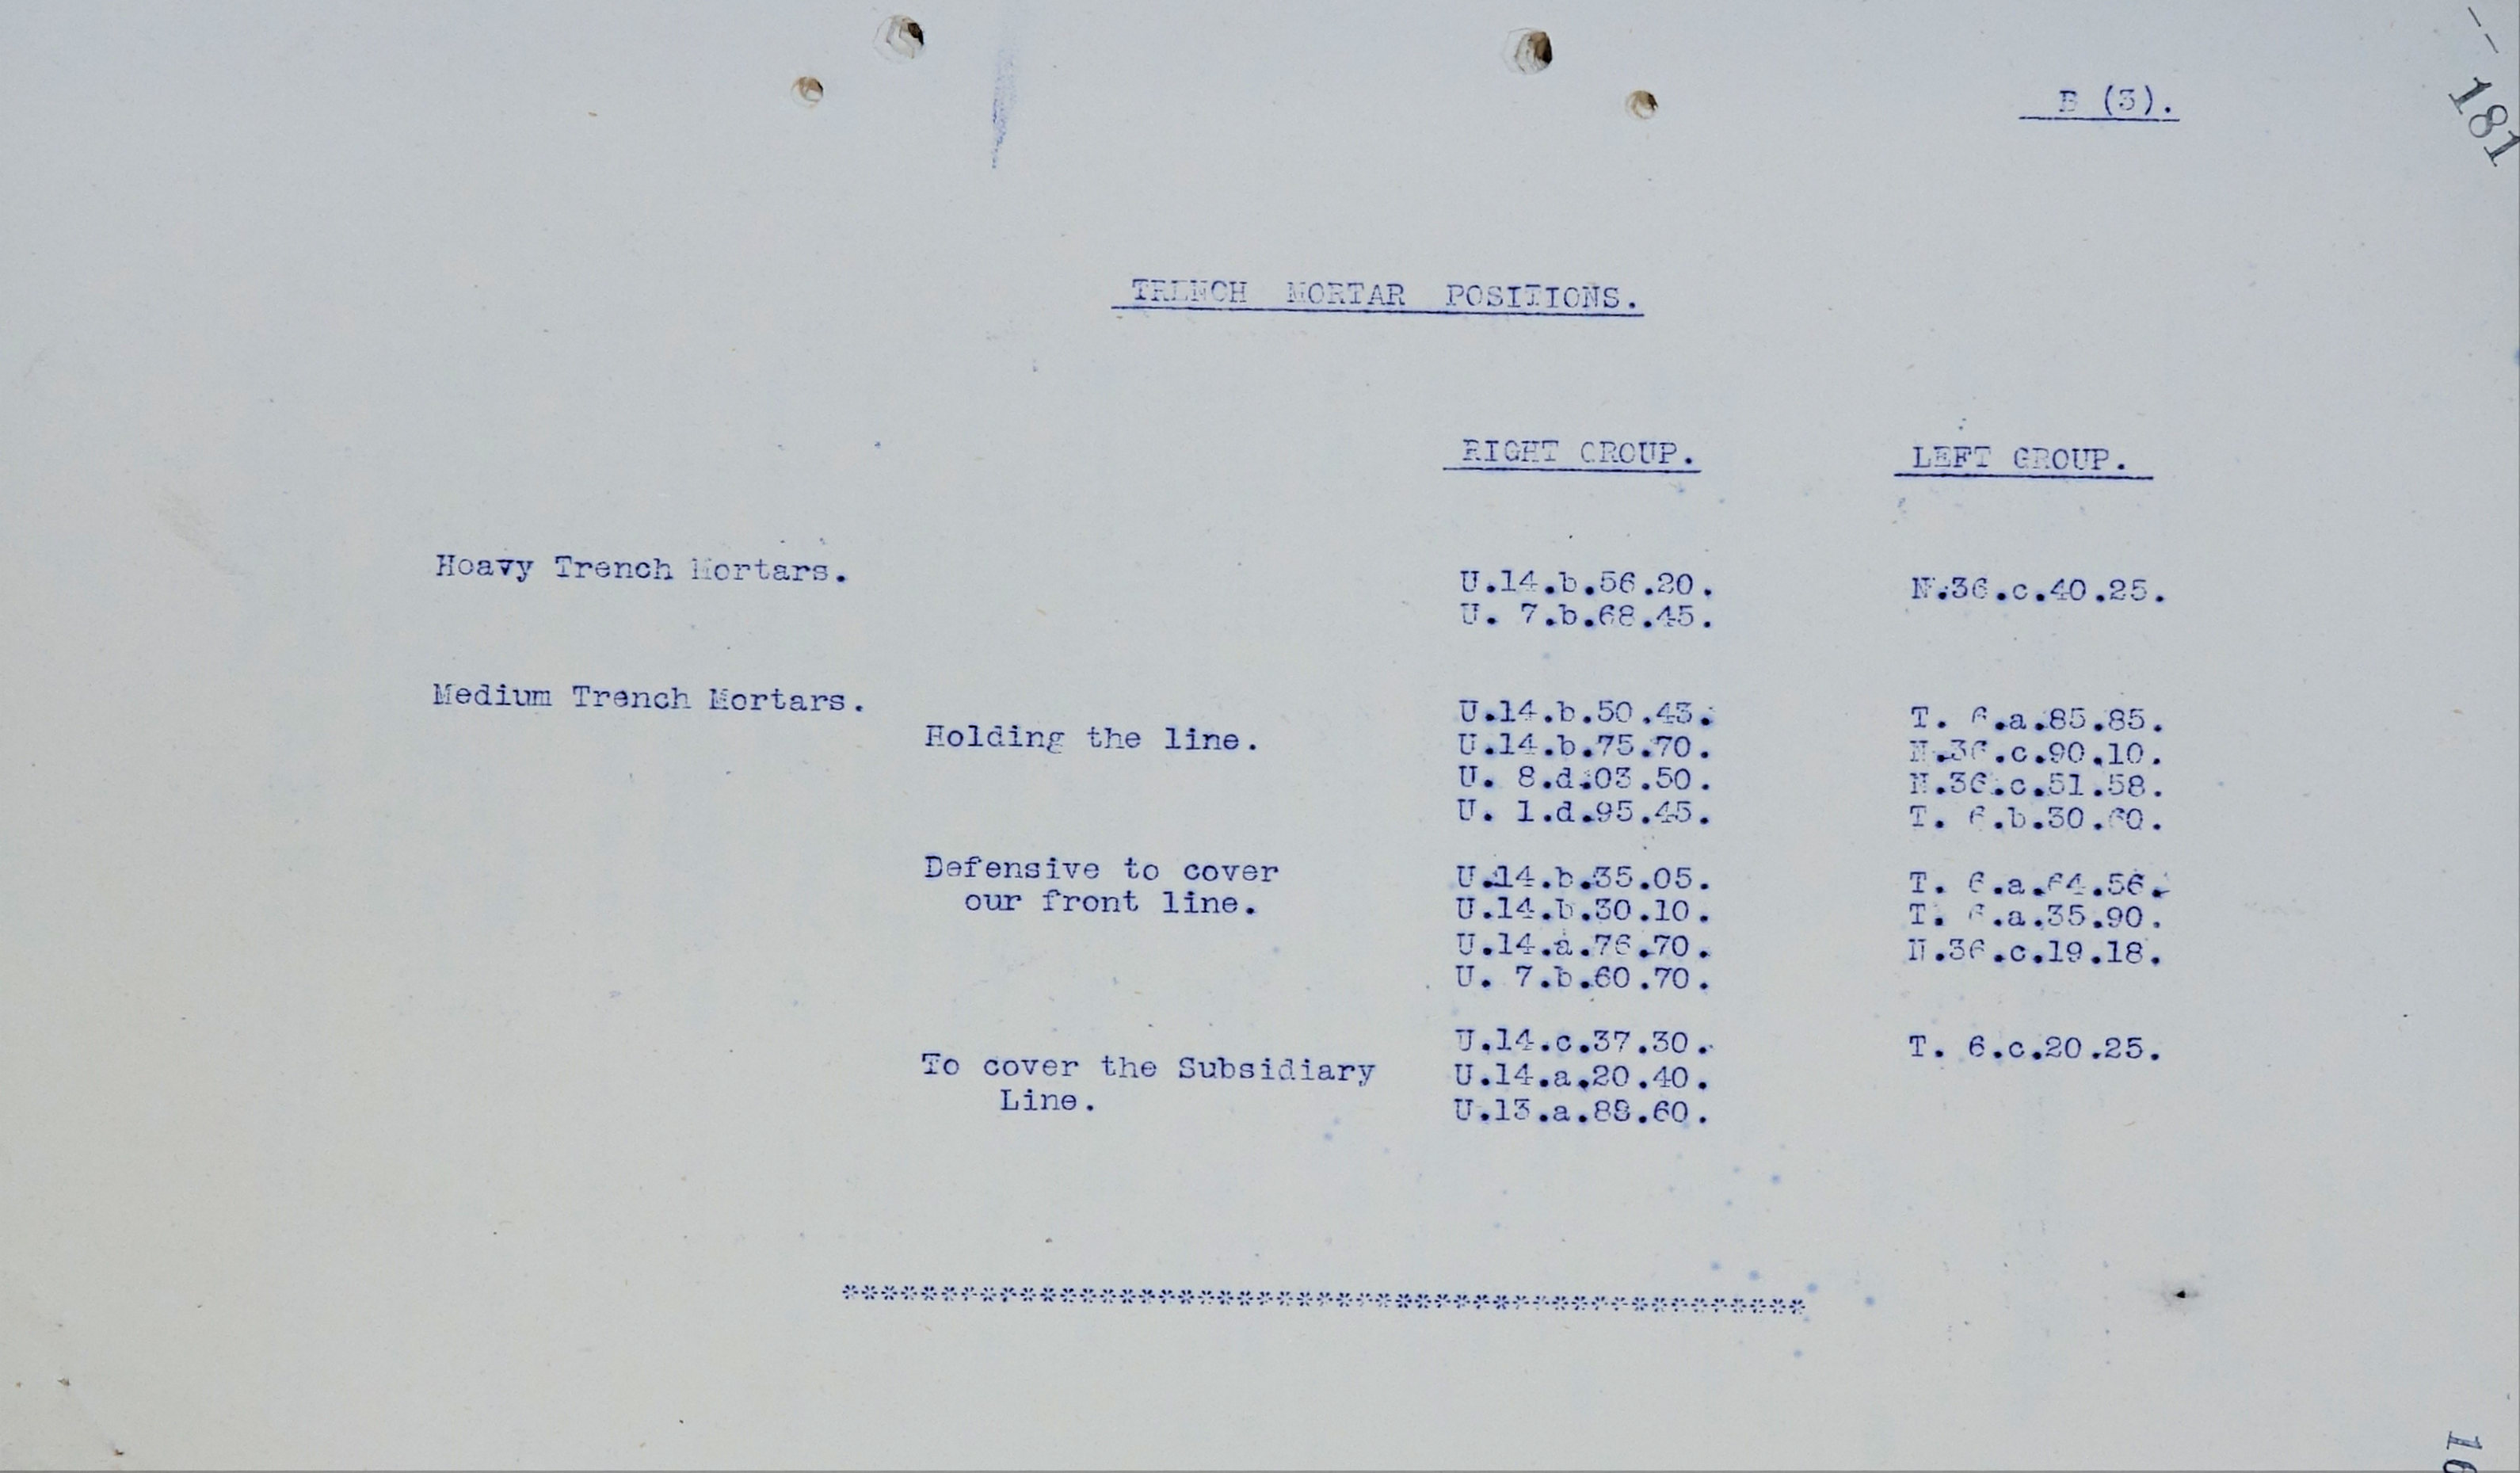 B (3).
181
TRENCH MORTAR POSITIONS.
RIGHT GROUP. LEFT GROUP.
Heavy Trench Mortars.
U.14.b.56.20. N.36.c.40.25.
U. 7.b.68.45.
Medium Trench Mortars.
U.14.b.50.43. T. 6.a.85.85.
Holding the line. U.14.b.75.70. N.36.c.90.10.
U. 8.d.03.50. N.36.c.51.58.
U. 1.d.95.45. T. 6.b.30.60.
Defensive to cover U.14.b.35.05. T. 6.a.64.56.
our front line. U.14.b.30.10. T. 6.a.35.90.
U.14.a.76.70. N.36.c.19.18.
U. 7.b.60.70.
U.14.c.37.30. T. 6.c.20.25.
To cover the Subsidiary U.14.a.20.40.
Line. U.13.a.88.60.
*************************************************